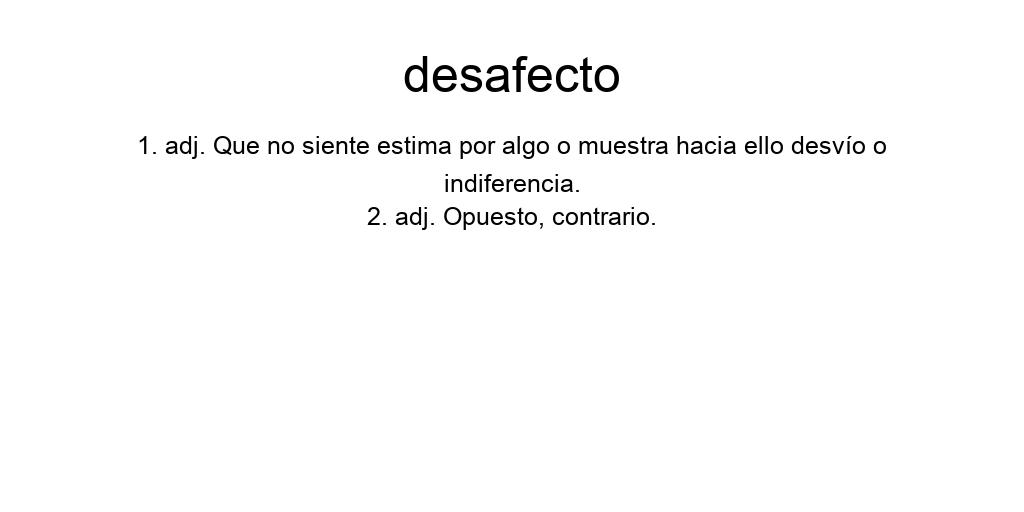 desafecto
1. adj. Que no siente estima por algo o muestra hacia ello desvío o
indiferencia.
2. adj. Opuesto, contrario.